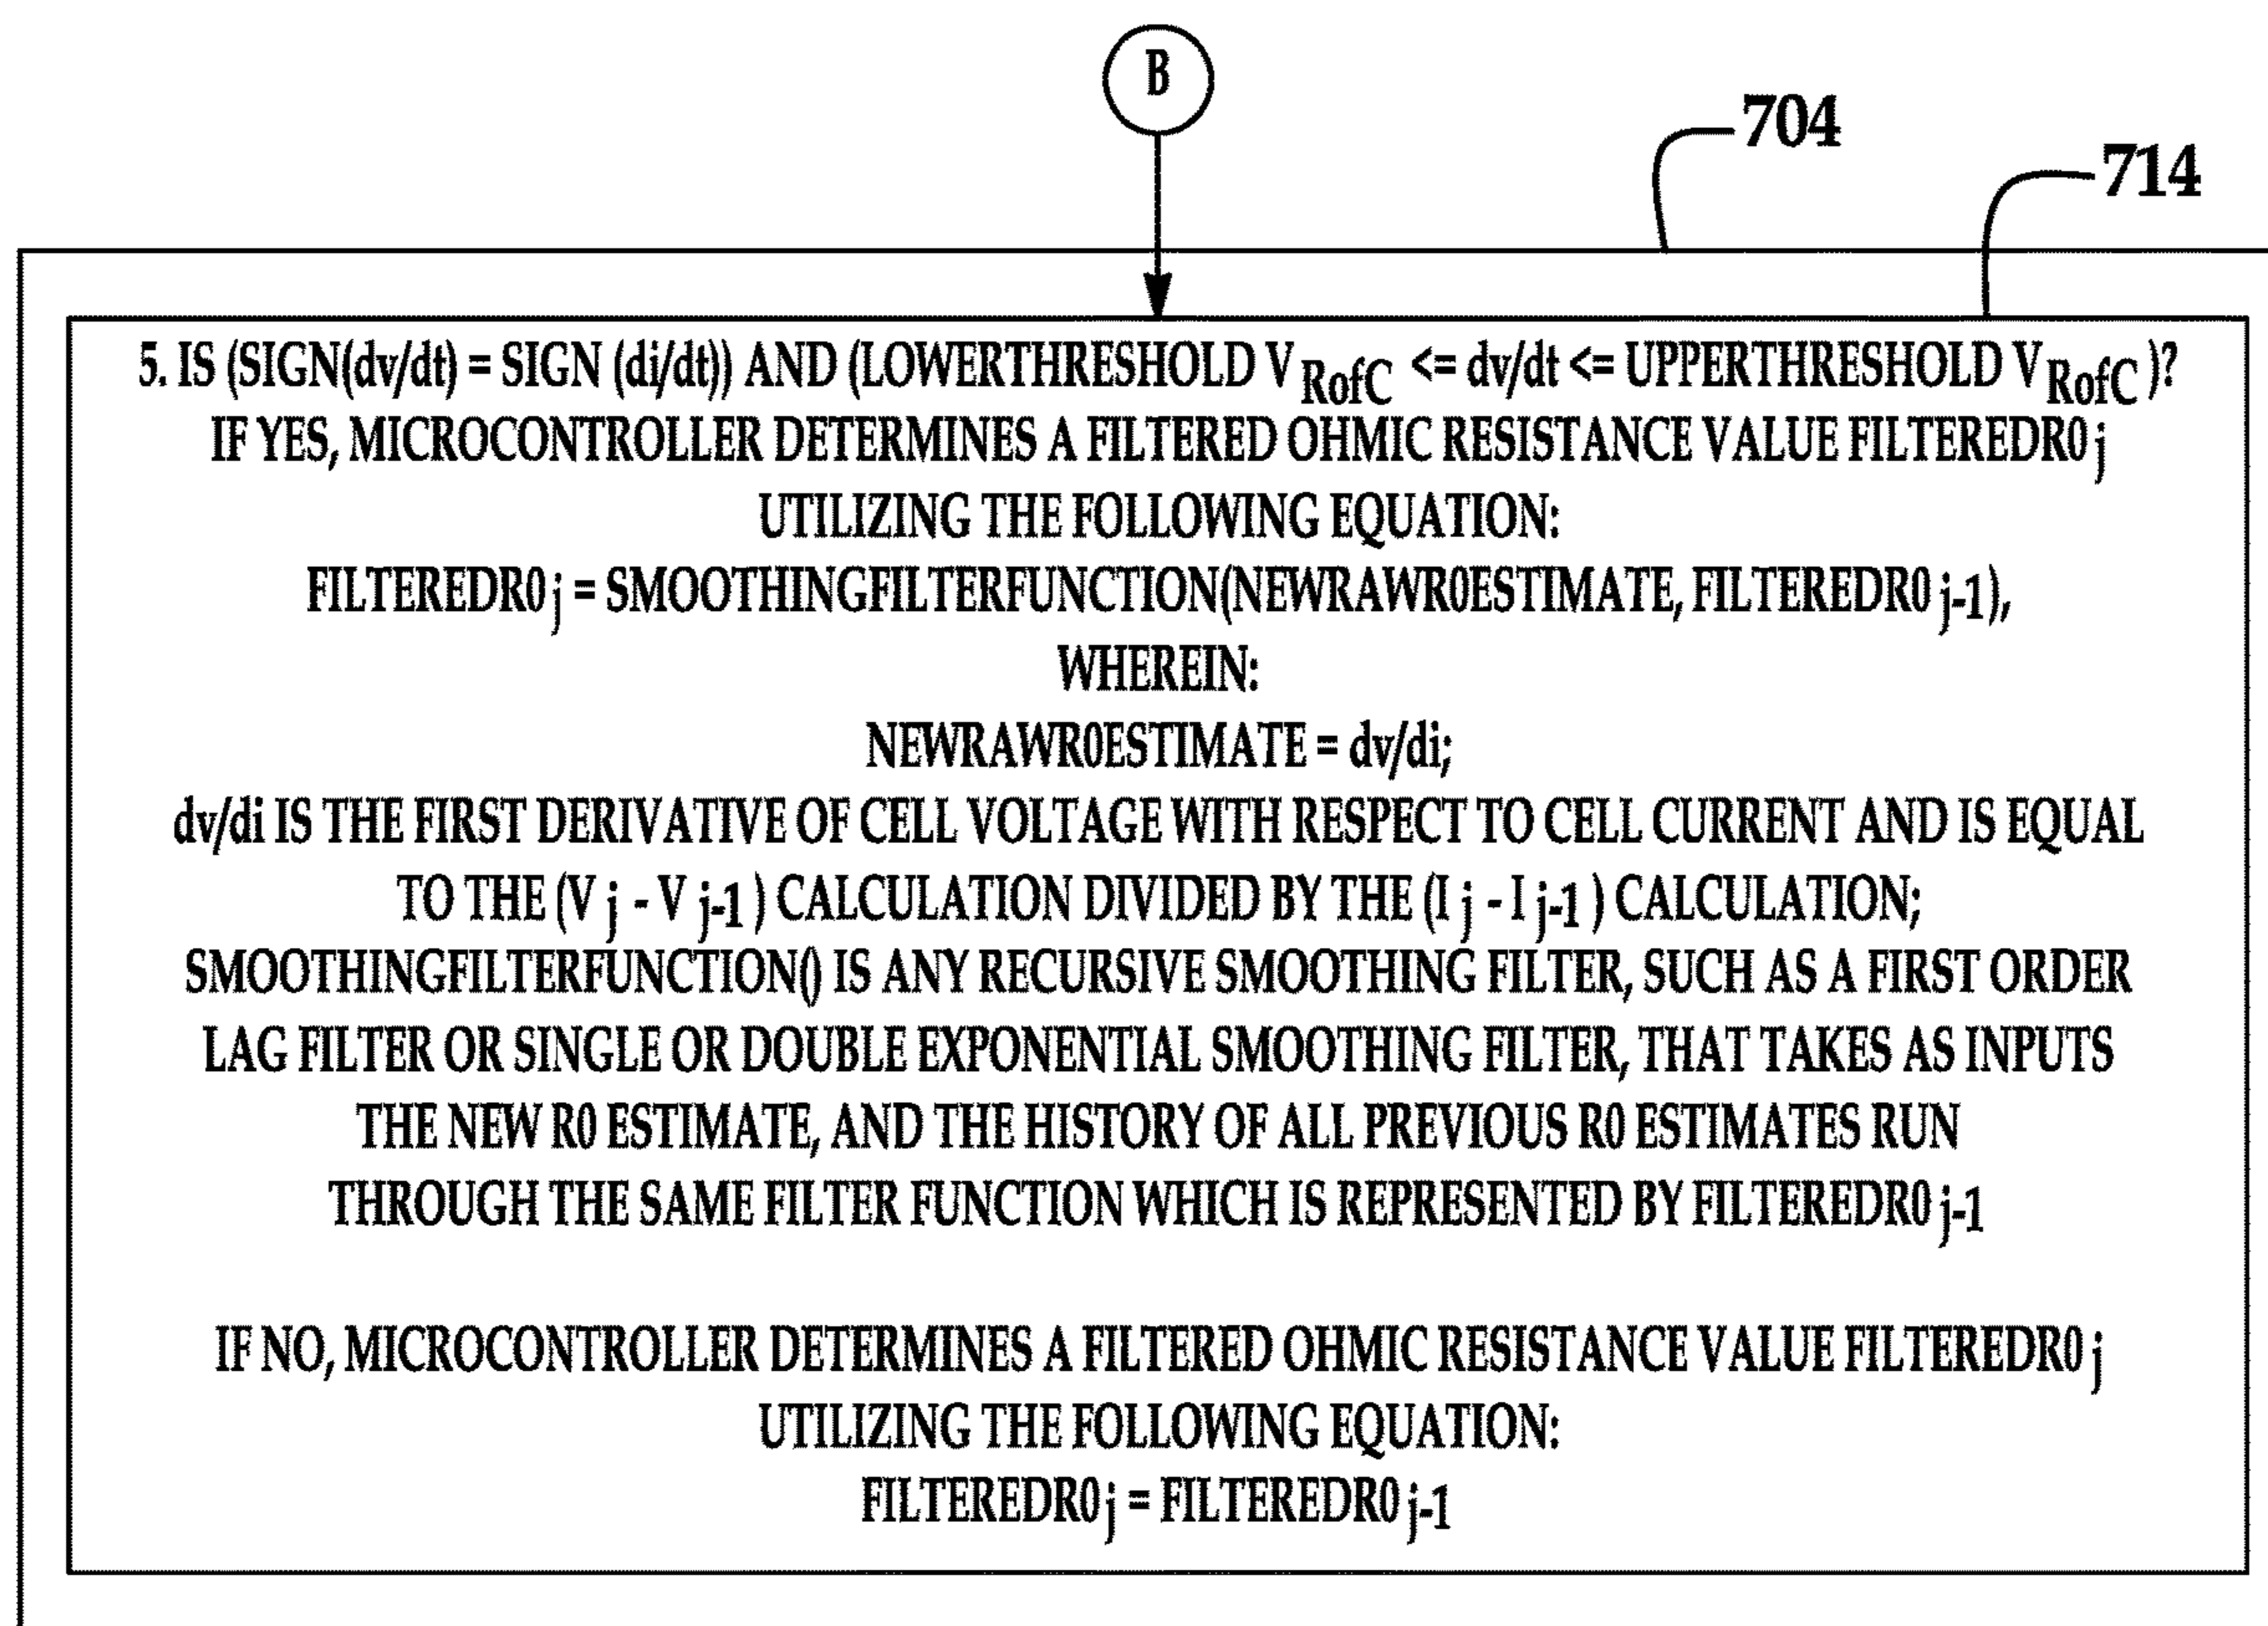 B
704
714
5. IS (SIGN(dv/dt) = SIGN (di/dt)) AND (LOWERTHRESHOLD V RofC <= dv/dt <= UPPERTHRESHOLD V RofC )?
IF YES, MICROCONTROLLER DETERMINES A FILTERED OHMIC RESISTANCE VALUE FILTEREDR0 j
UTILIZING THE FOLLOWING EQUATION:
FILTEREDR0 j = SMOOTHINGFILTERFUNCTION(NEWRAWR0ESTIMATE, FILTEREDR0 j-1),
WHEREIN:
NEWRAWR0ESTIMATE = dv/di;
dv/di IS THE FIRST DERIVATIVE OF CELL VOLTAGE WITH RESPECT TO CELL CURRENT AND IS EQUAL
TO THE (V j - V j-1 ) CALCULATION DIVIDED BY THE (I j - I j-1 ) CALCULATION;
SMOOTHINGFILTERFUNCTION() IS ANY RECURSIVE SMOOTHING FILTER, SUCH AS A FIRST ORDER
LAG FILTER OR SINGLE OR DOUBLE EXPONENTIAL SMOOTHING FILTER, THAT TAKES AS INPUTS
THE NEW R0 ESTIMATE, AND THE HISTORY OF ALL PREVIOUS R0 ESTIMATES RUN
THROUGH THE SAME FILTER FUNCTION WHICH IS REPRESENTED BY FILTEREDR0 j-1
IF NO, MICROCONTROLLER DETERMINES A FILTERED OHMIC RESISTANCE VALUE FILTEREDR0 j
UTILIZING THE FOLLOWING EQUATION:
FILTEREDR0 j = FILTEREDR0 j-1